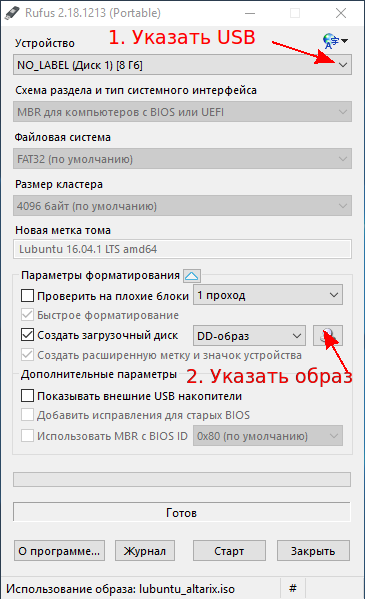 Rufus 2.18.1213 (Portable)
1. Указать USB
Устройство
NO_LABEL (Диск 1) [8 Гб]
Схема раздела и тип системного интерфейса
MBR для компьютеров с BIOS или UEFI
Файловая система
FAT32 (по умолчанию)
Размер кластера
4096 байт (по умолчанию)
Новая метка тома
Lubuntu 16.04.1 LTS amd64
Параметры форматирования
Проверить на плохие блоки 1 проход
Быстрое форматирование
Создать загрузочный диск DD-образ
Создать расширенную метку и значок устройства
2. Указать образ
Дополнительные параметры
Показывать внешние USB накопители
Добавить исправления для старых BIOS
Использовать MBR с BIOS ID 0x80 (по умолчанию)
Готов
О программе... Журнал Старт Закрыть
Использование образа: lubuntu_altarix.iso #